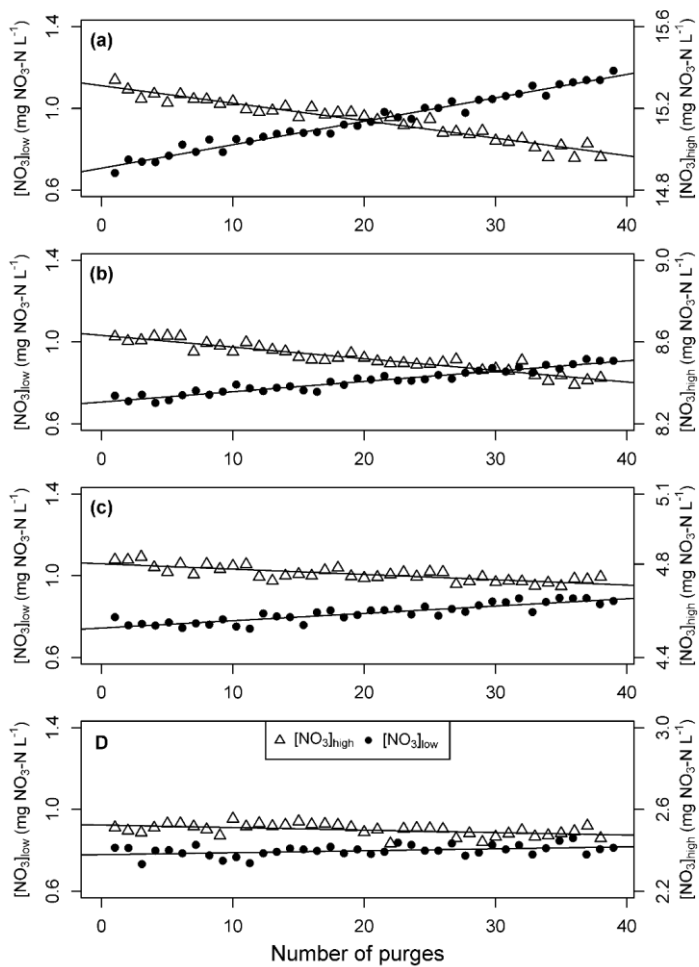 (a)
[NO₃]low (mg NO₃-N L⁻¹)
1.4
1.0
0.6
15.6
15.2
14.8
[NO₃]high (mg NO₃-N L⁻¹)
0 10 20 30 40
(b)
[NO₃]low (mg NO₃-N L⁻¹)
1.4
1.0
0.6
9.0
8.6
8.2
[NO₃]high (mg NO₃-N L⁻¹)
0 10 20 30 40
(c)
[NO₃]low (mg NO₃-N L⁻¹)
1.4
1.0
0.6
5.1
4.8
4.4
[NO₃]high (mg NO₃-N L⁻¹)
0 10 20 30 40
D
[NO₃]high [NO₃]low
[NO₃]low (mg NO₃-N L⁻¹)
1.4
1.0
0.6
3.0
2.6
2.2
[NO₃]high (mg NO₃-N L⁻¹)
0 10 20 30 40
Number of purges